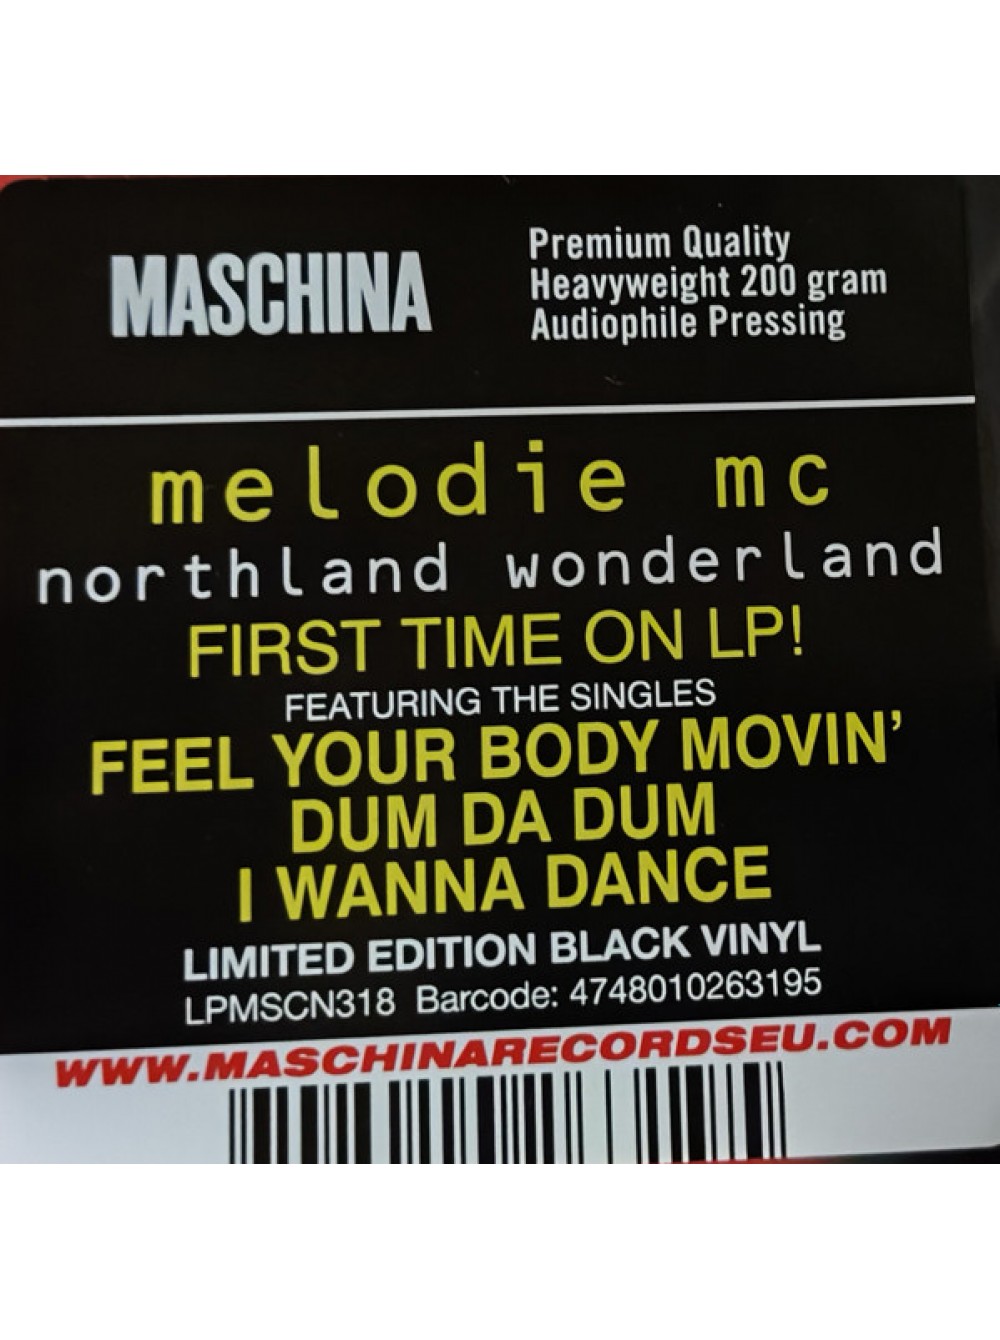 MASCHINA
Premium Quality
Heavyweight 200 gram
Audiophile Pressing
melodie mc
northland wonderland
FIRST TIME ON LP!
FEATURING THE SINGLES
FEEL YOUR BODY MOVIN'
DUM DA DUM
I WANNA DANCE
LIMITED EDITION BLACK VINYL
LPMSCN318 Barcode: 4748010263195
WWW.MASCHINARECORDSEU.COM